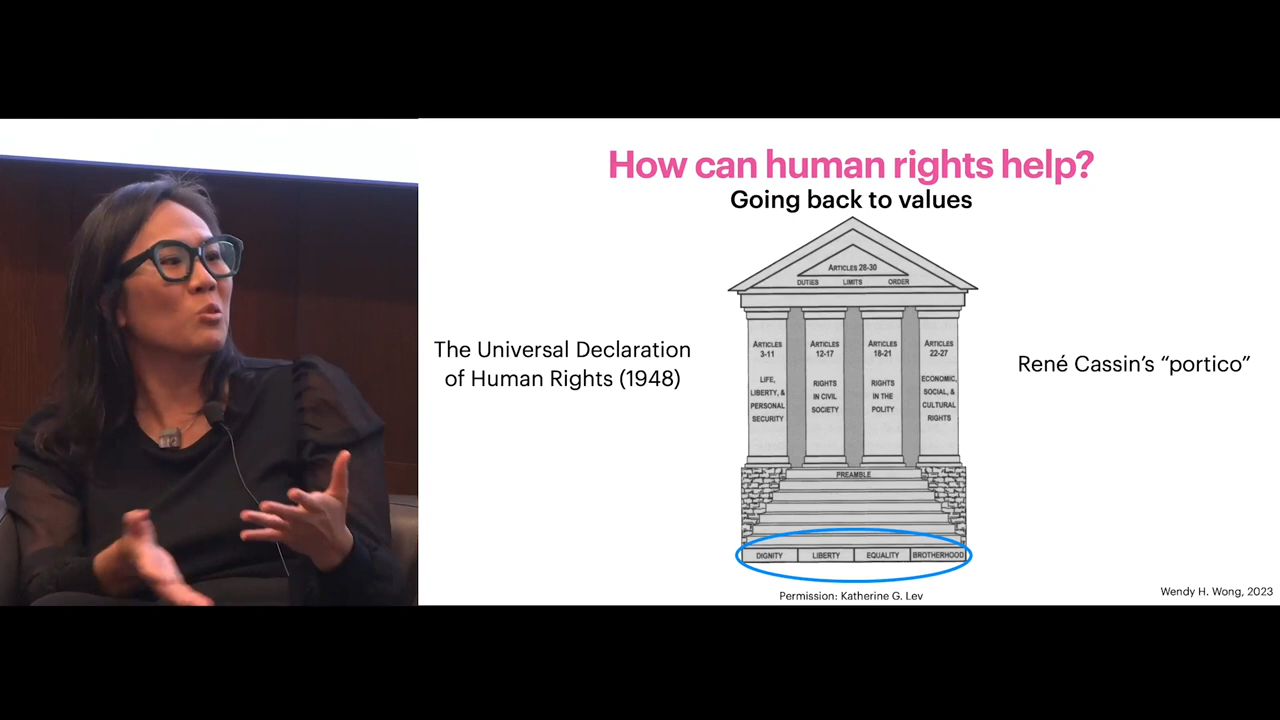 How can human rights help?
Going back to values
The Universal Declaration
of Human Rights (1948)
ARTICLES 28-30
DUTIES LIMITS ORDER
ARTICLES
3-11
LIFE,
LIBERTY, &
PERSONAL
SECURITY
ARTICLES
12-17
RIGHTS
IN CIVIL
SOCIETY
ARTICLES
18-21
RIGHTS
IN THE
POLITY
ARTICLES
22-27
ECONOMIC,
SOCIAL, &
CULTURAL
RIGHTS
PREAMBLE
DIGNITY LIBERTY EQUALITY BROTHERHOOD
René Cassin’s “portico”
Permission: Katherine G. Lev
Wendy H. Wong, 2023